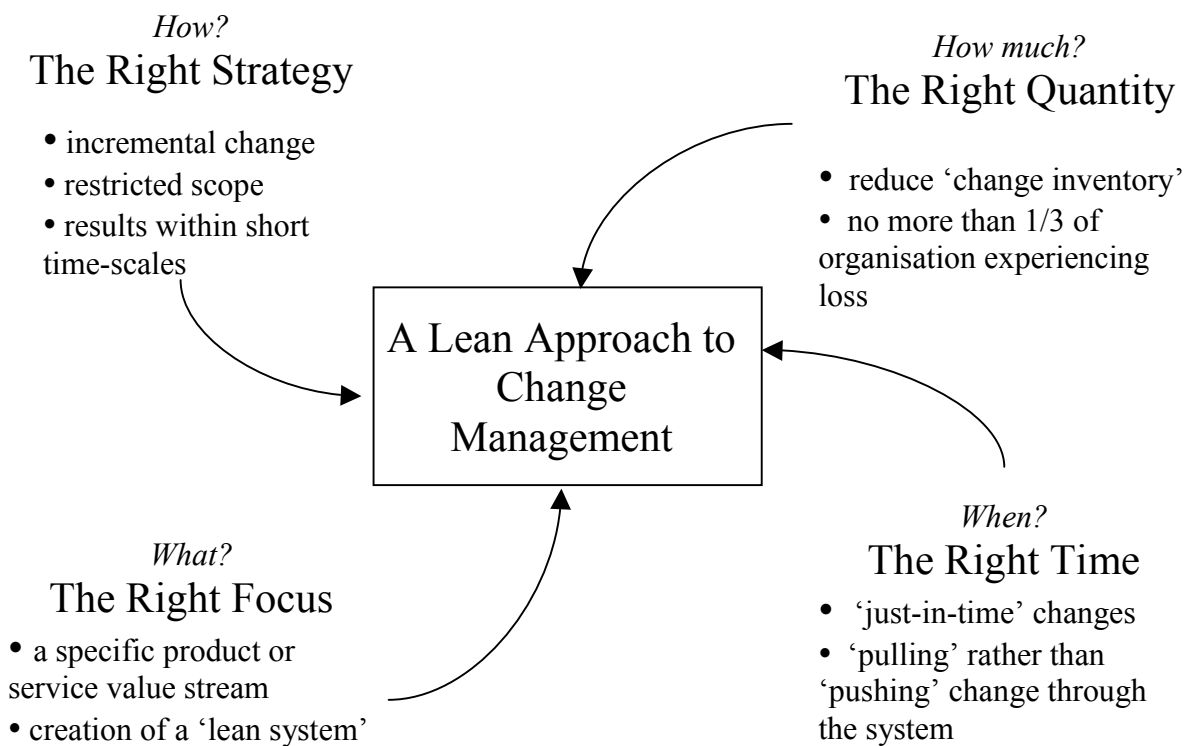 How?
The Right Strategy
• incremental change
• restricted scope
• results within short
time-scales
How much?
The Right Quantity
• reduce ‘change inventory’
• no more than 1/3 of
organisation experiencing
loss
A Lean Approach to
Change
Management
What?
The Right Focus
• a specific product or
service value stream
• creation of a ‘lean system’
When?
The Right Time
• ‘just-in-time’ changes
• ‘pulling’ rather than
‘pushing’ change through
the system